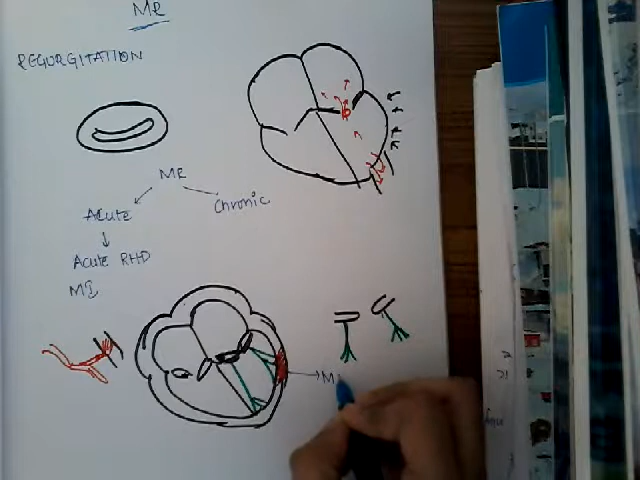 MR
REGURGITATION
MR
Acute
Chronic
Acute RHD
MI
M